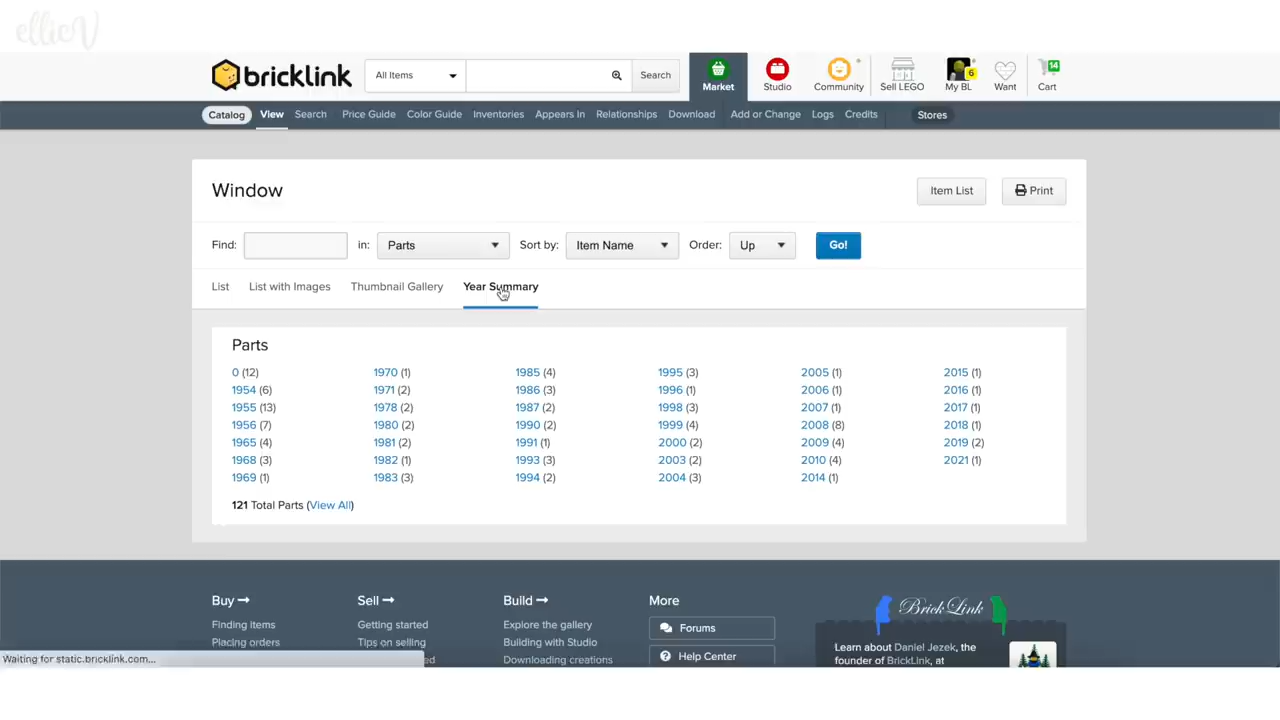 ellieV
bricklink
All Items
Search
Market
Studio
Community
Sell LEGO
6
My BL
Want
14
Cart
Catalog View Search Price Guide Color Guide Inventories Appears In Relationships Download Add or Change Logs Credits Stores
Window
Item List
Print
Find: in: Parts Sort by: Item Name Order: Up Go!
List List with Images Thumbnail Gallery Year Summary
Parts
0 (12) 1970 (1) 1985 (4) 1995 (3) 2005 (1) 2015 (1)
1954 (6) 1971 (2) 1986 (3) 1996 (1) 2006 (1) 2016 (1)
1955 (13) 1978 (2) 1987 (2) 1998 (3) 2007 (1) 2017 (1)
1956 (7) 1980 (2) 1990 (2) 1999 (4) 2008 (8) 2018 (1)
1965 (4) 1981 (2) 1991 (1) 2000 (2) 2009 (4) 2019 (2)
1968 (3) 1982 (1) 1993 (3) 2003 (2) 2010 (4) 2021 (1)
1969 (1) 1983 (3) 1994 (2) 2004 (3) 2014 (1)
121 Total Parts (View All)
Buy → Sell → Build → More
Finding items Getting started Explore the gallery Forums
Placing orders Tips on selling Building with Studio
Downloading creations Help Center
BrickLink
Learn about Daniel Jezek, the
founder of BrickLink, at
Waiting for static.bricklink.com...